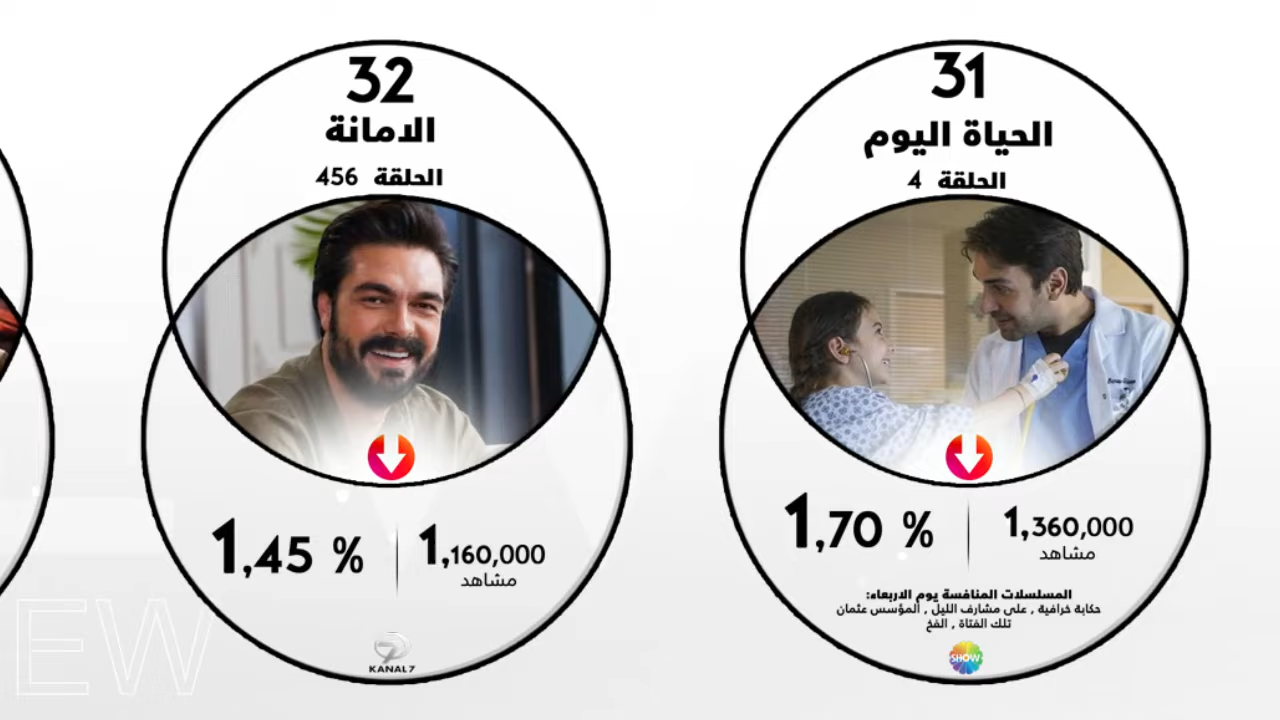 31
الحياة اليوم
الحلقة 4
1,70 %
1,360,000
مشاهد
المسلسلات المنافسة يوم الاربعاء:
حكاية خرافية , على مشارف الليل , المؤسس عثمان
تلك الفتاة , الفخ
SHOW
32
الامانة
الحلقة 456
1,45 %
1,160,000
مشاهد
7
KANAL7
EW